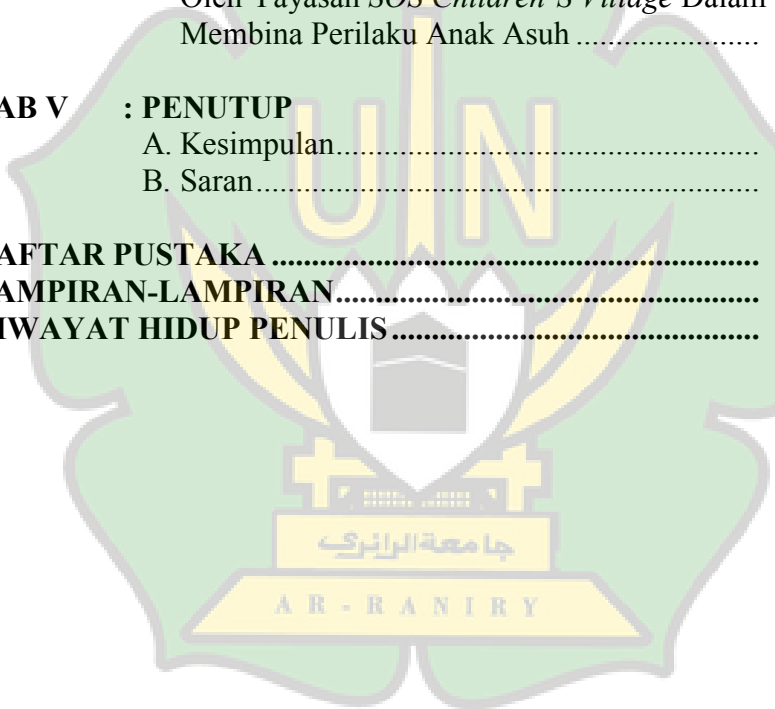 Oleh Yayasan SOS Children'S Village Dalam
Membina Perilaku Anak Asuh .......................
AB V : PENUTUP
A. Kesimpulan.....................................................
B. Saran...............................................................
AFTAR PUSTAKA .............................................................
AMPIRAN-LAMPIRAN.....................................................
IWAYAT HIDUP PENULIS ..............................................
UIN
جامعة الرانري
AR-RANIRY